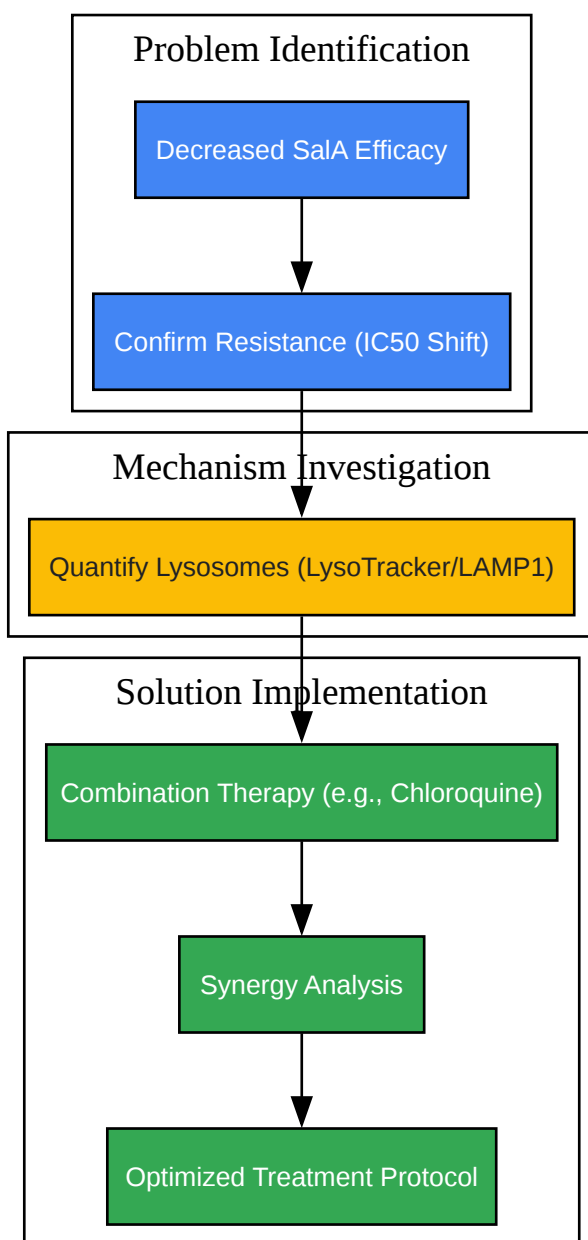 Problem Identification
Decreased SalA Efficacy
Confirm Resistance (IC50 Shift)
Mechanism Investigation
Quantify Lysosomes (LysoTracker/LAMP1)
Solution Implementation
Combination Therapy (e.g., Chloroquine)
Synergy Analysis
Optimized Treatment Protocol